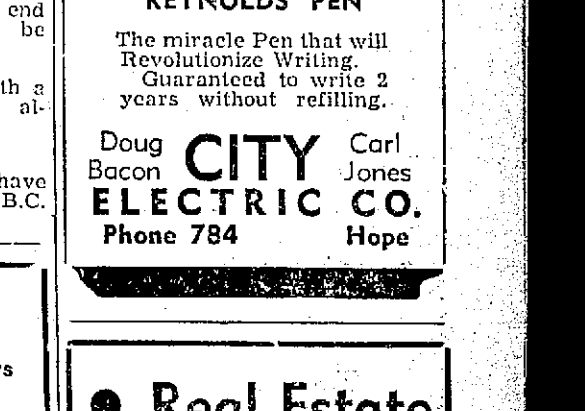 end
be
th a
al-
have
B.C.
REYNOLDS PEN
The miracle Pen that will
Revolutionize Writing.
Guaranteed to write 2
years without refilling.
Doug Bacon CITY Carl Jones
ELECTRIC CO.
Phone 784 Hope
Real Estate